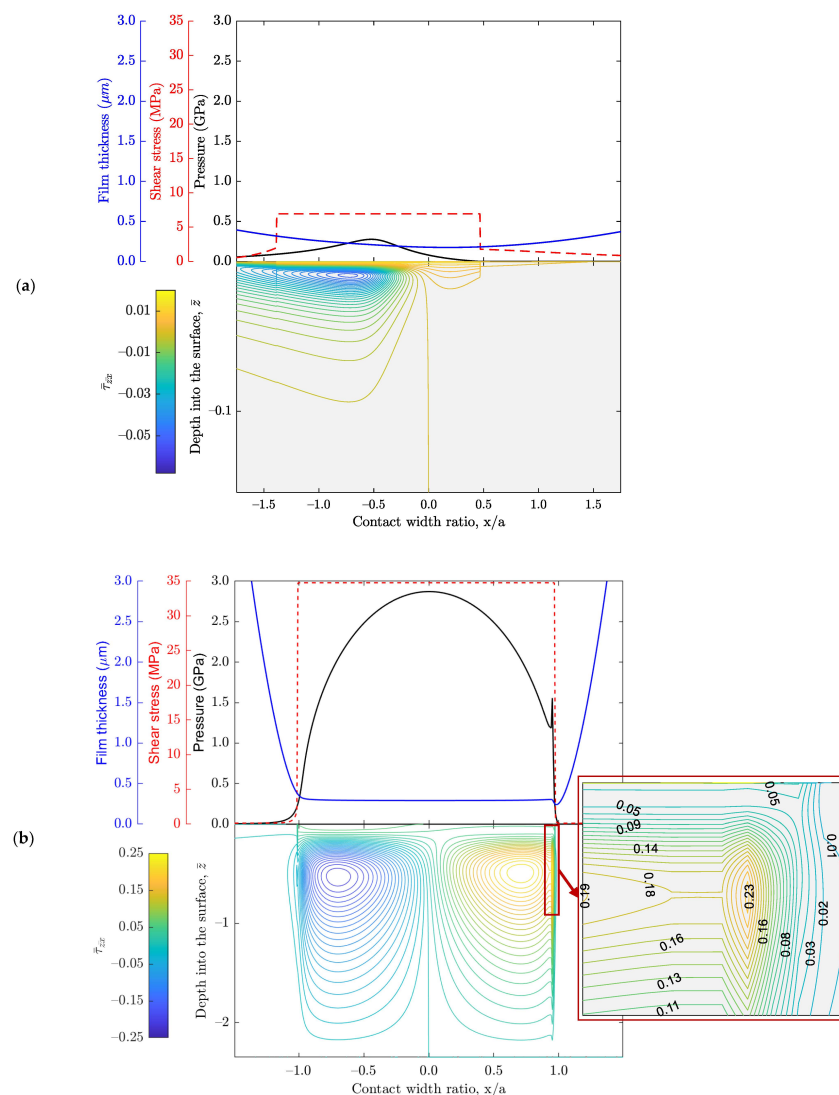 Film thickness (μm)
Shear stress (MPa)
Pressure (GPa)
3.0 35 3.0
2.5 30 2.5
25
2.0 2.0
20
1.5 1.5
15
1.0 1.0
10
0.5 5 0.5
0.0 0 0.0
(a)
0.01
−0.01
−0.03
−0.05
τ̄zx
Depth into the surface, z̄
−0.1
−1.5 −1.0 −0.5 0.0 0.5 1.0 1.5
Contact width ratio, x/a
Film thickness (μm)
Shear stress (MPa)
Pressure (GPa)
3.0 35 3.0
2.5 30 2.5
25
2.0 2.0
20
1.5 1.5
15
1.0 1.0
10
0.5 5 0.5
0.0 0 0.0
(b)
0.25
0.15
0.05
−0.05
−0.15
−0.25
τ̄zx
Depth into the surface, z̄
−1
−2
−1.0 −0.5 0.0 0.5 1.0
Contact width ratio, x/a
0.05
0.05
0.09
0.14
0.01
0.19
0.18
0.23
0.16
0.02
0.16
0.08
0.03
0.13
0.11